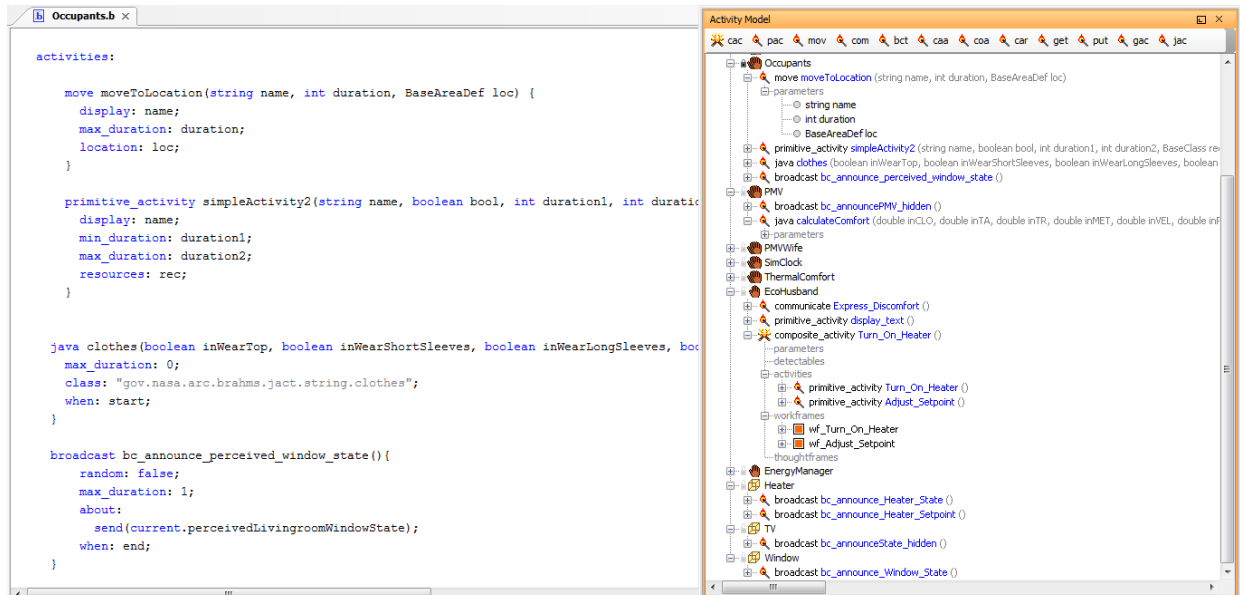 Occupants.b
activities:
move moveToLocation(string name, int duration, BaseAreaDef loc) {
display: name;
max_duration: duration;
location: loc;
}
primitive_activity simpleActivity2(string name, boolean bool, int duration1, int duratio
display: name;
min_duration: duration1;
max_duration: duration2;
resources: rec;
}
java clothes(boolean inWearTop, boolean inWearShortSleeves, boolean inWearLongSleeves, bo
max_duration: 0;
class: "gov.nasa.arc.brahms.jact.string.clothes";
when: start;
}
broadcast bc_announce_perceived_window_state(){
random: false;
max_duration: 1;
about:
send(current.perceivedLivingroomWindowState);
when: end;
}
Activity Model
cac pac mov com bct caa coa car get put gac jac
Occupants
move moveToLocation (string name, int duration, BaseAreaDef loc)
parameters
string name
int duration
BaseAreaDef loc
primitive_activity simpleActivity2 (string name, boolean bool, int duration1, int duration2, BaseClass re
java clothes (boolean inWearTop, boolean inWearShortSleeves, boolean inWearLongSleeves, boolean
broadcast bc_announce_perceived_window_state ()
PMV
broadcast bc_announcePMV_hidden ()
java calculateComfort (double inCLO, double inTA, double inTR, double inMET, double inVEL, double in
parameters
PMVWife
SimClock
ThermalComfort
EcoHusband
communicate Express_Discomfort ()
primitive_activity display_text ()
composite_activity Turn_On_Heater ()
parameters
detectables
activities
primitive_activity Turn_On_Heater ()
primitive_activity Adjust_Setpoint ()
workframes
wf_Turn_On_Heater
wf_Adjust_Setpoint
thoughtframes
EnergyManager
Heater
broadcast bc_announce_Heater_State ()
broadcast bc_announce_Heater_Setpoint ()
TV
broadcast bc_announceState_hidden ()
Window
broadcast bc_announce_Window_State ()